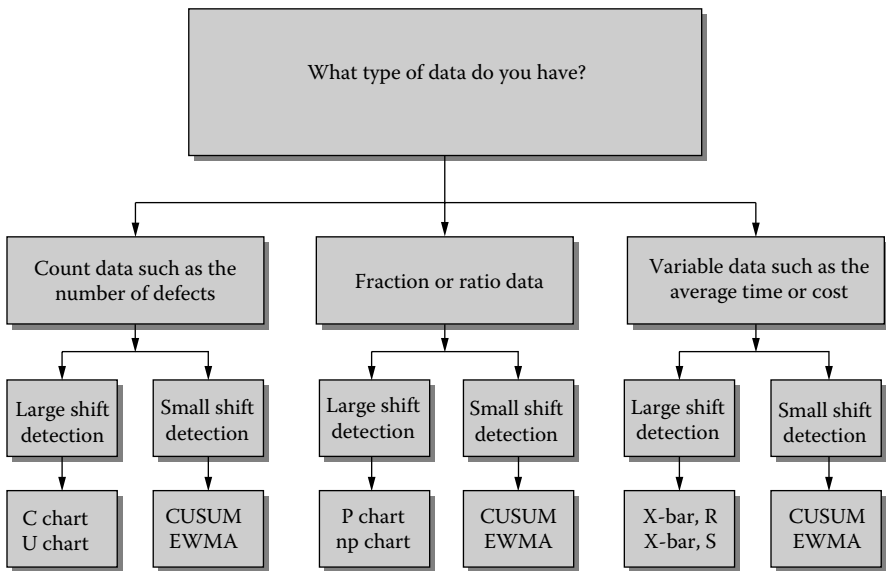 What type of data do you have?
Count data such as the
number of defects
Fraction or ratio data
Variable data such as the
average time or cost
Large shift
detection
Small shift
detection
Large shift
detection
Small shift
detection
Large shift
detection
Small shift
detection
C chart
U chart
CUSUM
EWMA
P chart
np chart
CUSUM
EWMA
X-bar, R
X-bar, S
CUSUM
EWMA